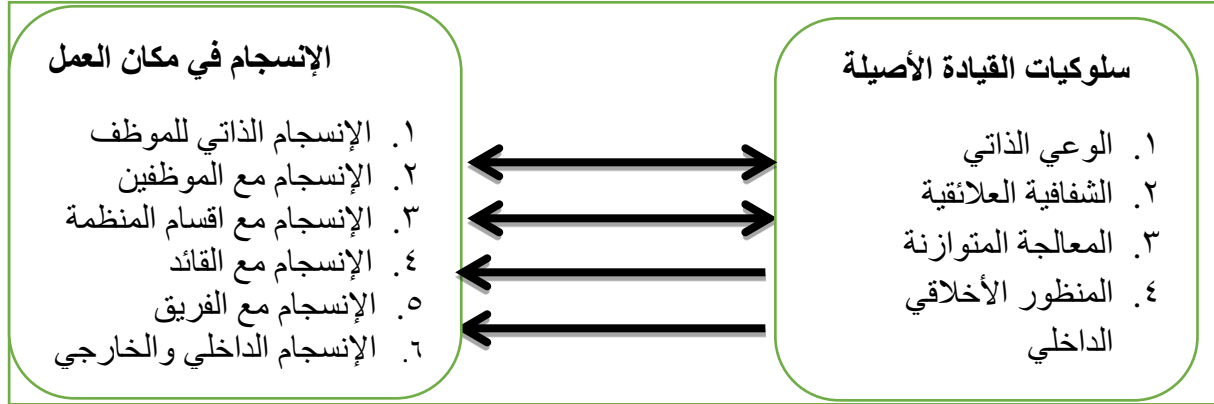 سلوكيات القيادة الأصيلة
١. الوعي الذاتي
٢. الشفافية العلائقية
٣. المعالجة المتوازنة
٤. المنظور الأخلاقي
الداخلي
الإنسجام في مكان العمل
١. الإنسجام الذاتي للموظف
٢. الإنسجام مع الموظفين
٣. الإنسجام مع اقسام المنظمة
٤. الإنسجام مع القائد
٥. الإنسجام مع الفريق
٦. الإنسجام الداخلي والخارجي